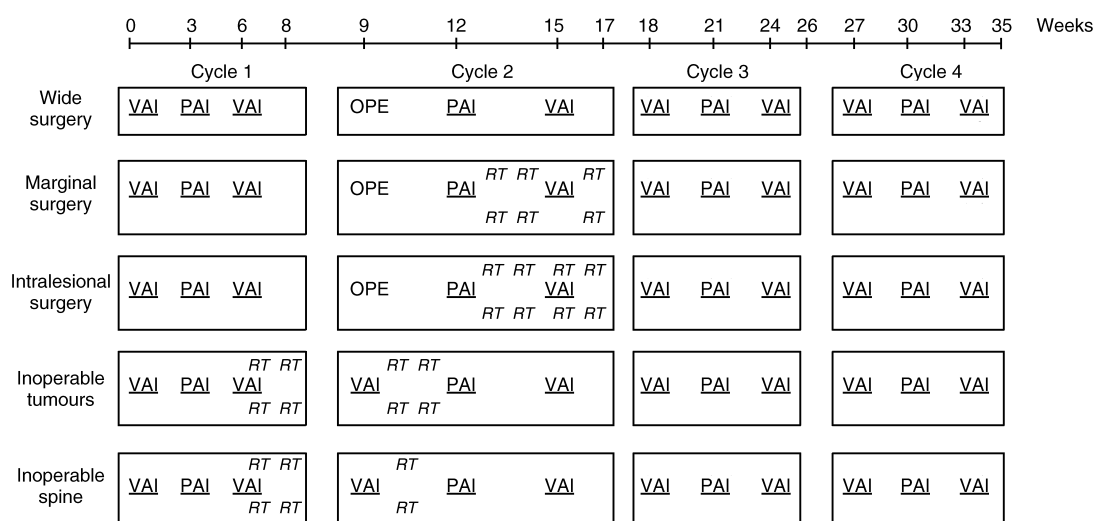 0 3 6 8 9 12 15 17 18 21 24 26 27 30 33 35 Weeks
Cycle 1 Cycle 2 Cycle 3 Cycle 4
Wide
surgery
VAI PAI VAI OPE PAI VAI VAI PAI VAI VAI PAI VAI
Marginal
surgery
RT RT RT
VAI PAI VAI OPE PAI VAI VAI PAI VAI VAI PAI VAI
RT RT RT
Intralesional
surgery
RT RT RT RT
VAI PAI VAI OPE PAI VAI VAI PAI VAI VAI PAI VAI
RT RT RT RT
Inoperable
tumours
RT RT RT RT
VAI PAI VAI VAI PAI VAI VAI PAI VAI VAI PAI VAI
RT RT RT RT
Inoperable
spine
RT RT RT
VAI PAI VAI VAI PAI VAI VAI PAI VAI VAI PAI VAI
RT RT RT